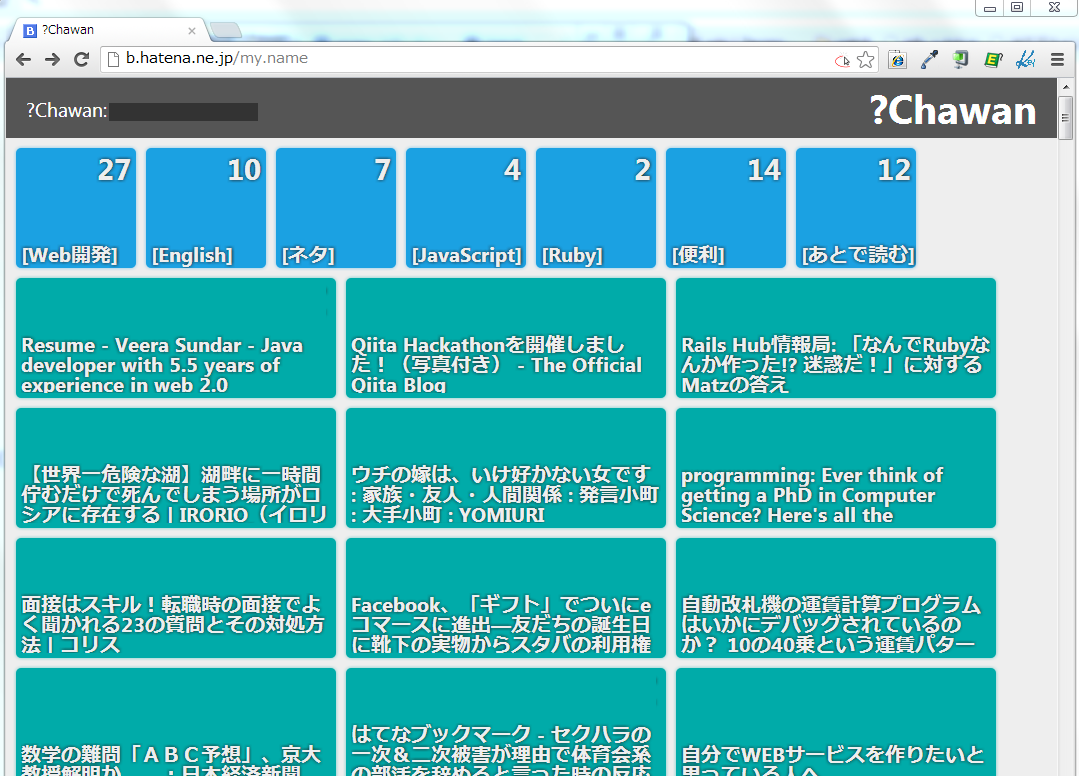 ?Chawan
b.hatena.ne.jp/my.name
?Chawan:
?Chawan
27
[Web開発]
10
[English]
7
[ネタ]
4
[JavaScript]
2
[Ruby]
14
[便利]
12
[あとで読む]
Resume - Veera Sundar - Java
developer with 5.5 years of
experience in web 2.0
Qiita Hackathonを開催しまし
た！（写真付き） - The Official
Qiita Blog
Rails Hub情報局: 「なんでRubyな
んか作った!? 迷惑だ！」に対する
Matzの答え
【世界一危険な湖】湖畔に一時間
佇むだけで死んでしまう場所がロ
シアに存在する | IRORIO（イロリ
ウチの嫁は、いけ好かない女です
: 家族・友人・人間関係 : 発言小町
: 大手小町 : YOMIURI
programming: Ever think of
getting a PhD in Computer
Science? Here's all the
面接はスキル！転職時の面接でよ
く聞かれる23の質問とその対処方
法 | コリス
Facebook、「ギフト」でついにe
コマースに進出―友だちの誕生日
に靴下の実物からスタバの利用権
自動改札機の運賃計算プログラム
はいかにデバッグされているの
か？ 10の40乗という運賃パター
数学の難問「ＡＢＣ予想」、京大
教授解明か　　：日本経済新聞
はてなブックマーク - セクハラの
一次＆二次被害が理由で体育会系
の部活を辞めると言った時の反応
自分でWEBサービスを作りたいと
思っている人へ